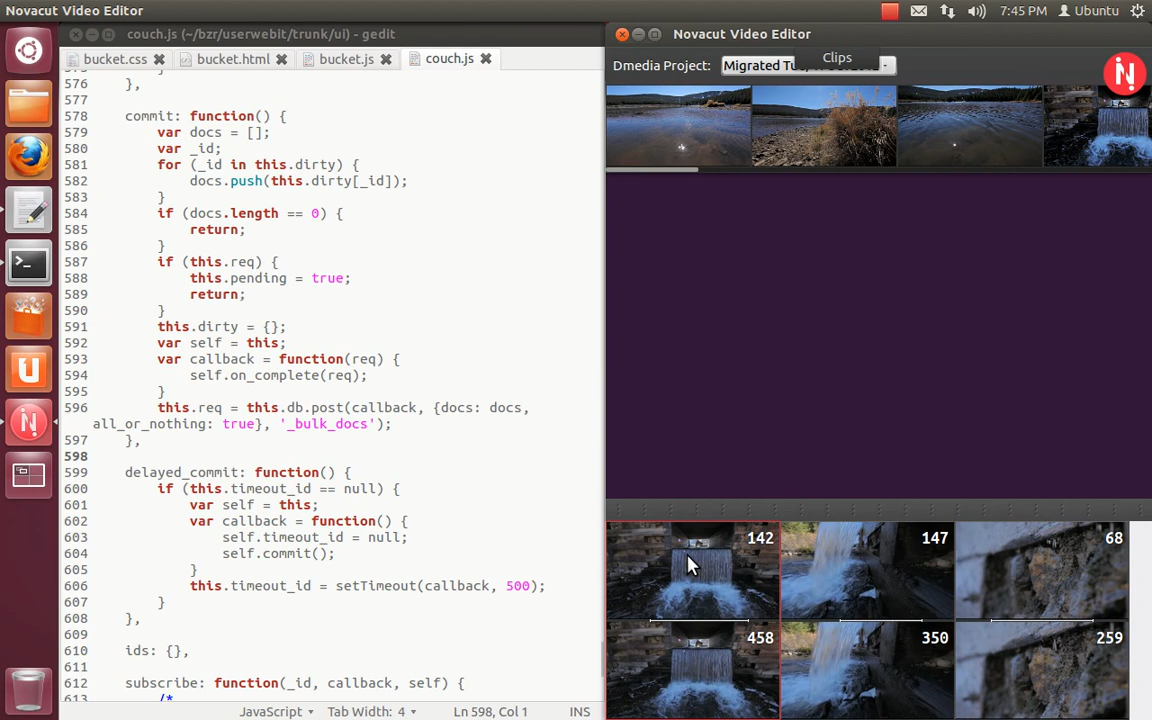 Novacut Video Editor
7:45 PM
Ubuntu
couch.js (~/bzr/userwebit/trunk/ui) - gedit
bucket.css
bucket.html
bucket.js
couch.js
576 },
577
578 commit: function() {
579 var docs = [];
580 var _id;
581 for (_id in this.dirty) {
582 docs.push(this.dirty[_id]);
583 }
584 if (docs.length == 0) {
585 return;
586 }
587 if (this.req) {
588 this.pending = true;
589 return;
590 }
591 this.dirty = {};
592 var self = this;
593 var callback = function(req) {
594 self.on_complete(req);
595 }
596 this.req = this.db.post(callback, {docs: docs,
all_or_nothing: true}, '_bulk_docs');
597 },
598
599 delayed_commit: function() {
600 if (this.timeout_id == null) {
601 var self = this;
602 var callback = function() {
603 self.timeout_id = null;
604 self.commit();
605 }
606 this.timeout_id = setTimeout(callback, 500);
607 }
608 },
609
610 ids: {},
611
612 subscribe: function(_id, callback, self) {
613 /*
JavaScript
Tab Width: 4
Ln 598, Col 1
INS
Novacut Video Editor
Clips
Dmedia Project:
Migrated
142
147
68
458
350
259